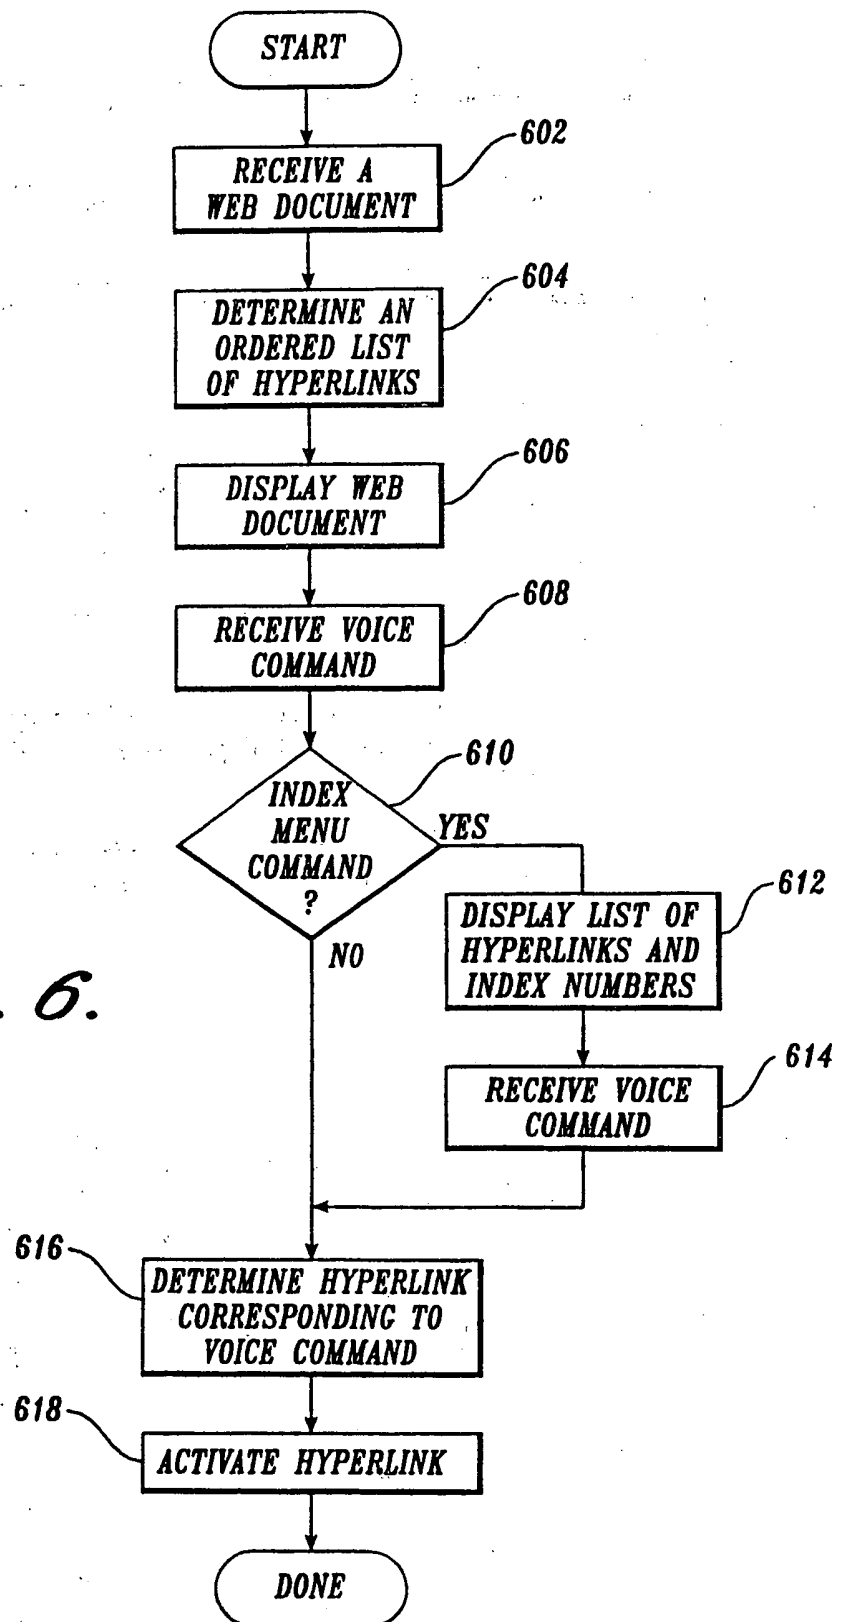 START
602
RECEIVE A
WEB DOCUMENT
604
DETERMINE AN
ORDERED LIST
OF HYPERLINKS
606
DISPLAY WEB
DOCUMENT
608
RECEIVE VOICE
COMMAND
610
INDEX
MENU
COMMAND
?
YES
NO
612
DISPLAY LIST OF
HYPERLINKS AND
INDEX NUMBERS
. 6.
614
RECEIVE VOICE
COMMAND
616
DETERMINE HYPERLINK
CORRESPONDING TO
VOICE COMMAND
618
ACTIVATE HYPERLINK
DONE